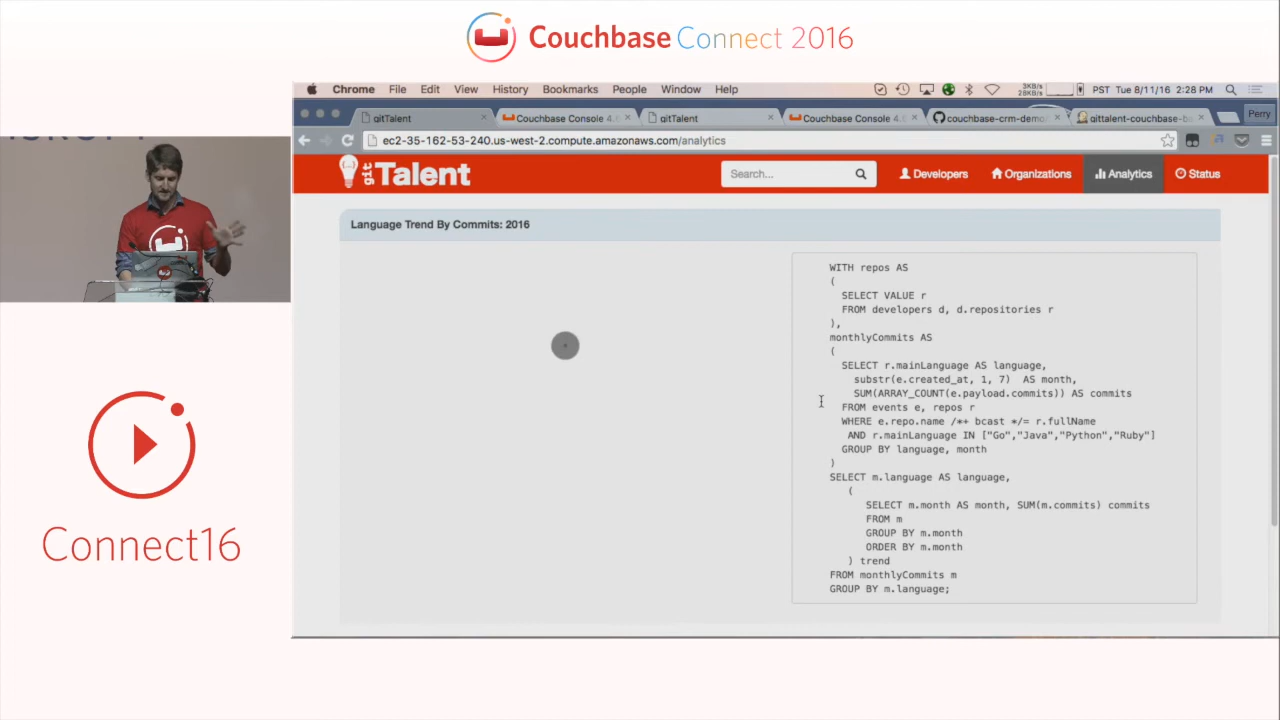 Couchbase Connect 2016
Chrome File Edit View History Bookmarks People Window Help
3KB/s
28KB/s
PST Tue 8/11/16 2:28 PM
gitTalent
Couchbase Console 4.
gitTalent
Couchbase Console 4.
couchbase-crm-demo
gittalent-couchbase-b
Perry
ec2-35-162-53-240.us-west-2.compute.amazonaws.com/analytics
gitTalent
Search...
Developers
Organizations
Analytics
Status
Language Trend By Commits: 2016
WITH repos AS
(
SELECT VALUE r
FROM developers d, d.repositories r
),
monthlyCommits AS
(
SELECT r.mainLanguage AS language,
substr(e.created_at, 1, 7) AS month,
SUM(ARRAY_COUNT(e.payload.commits)) AS commits
FROM events e, repos r
WHERE e.repo.name /*+ bcast */= r.fullName
AND r.mainLanguage IN ["Go","Java","Python","Ruby"]
GROUP BY language, month
)
SELECT m.language AS language,
(
SELECT m.month AS month, SUM(m.commits) commits
FROM m
GROUP BY m.month
ORDER BY m.month
) trend
FROM monthlyCommits m
GROUP BY m.language;
Connect16